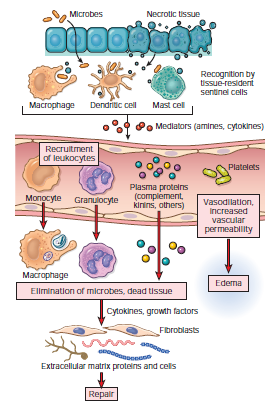 Microbes
Necrotic tissue
Recognition by
tissue-resident
sentinel cells
Macrophage
Dendritic cell
Mast cell
Mediators (amines, cytokines)
Recruitment
of leukocytes
Platelets
Monocyte
Granulocyte
Plasma proteins
(complement,
kinins, others)
Vasodilation,
increased
vascular
permeability
Macrophage
Edema
Elimination of microbes, dead tissue
Cytokines, growth factors
Fibroblasts
Extracellular matrix proteins and cells
Repair